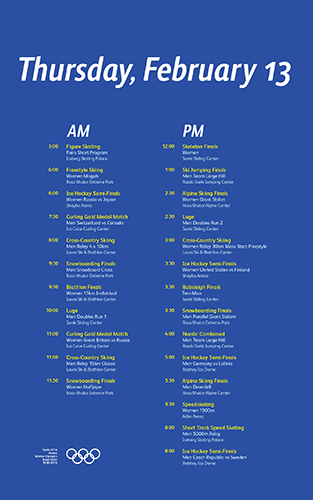 Thursday, February 13
AM
5:00 Figure Skating
Pairs Short Program
Iceberg Skating Palace
6:00 Freestyle Skiing
Women Moguls
Rosa Khutor Extreme Park
6:00 Ice Hockey Semi-Finals
Women Russia vs Japan
Shayba Arena
7:30 Curling Gold Medal Match
Men Switzerland vs Canada
Ice Cube Curling Center
8:00 Cross-Country Skiing
Men Relay 4 x 10km
Laura Ski & Biathlon Center
9:30 Snowboarding Finals
Men Snowboard Cross
Rosa Khutor Extreme Park
9:30 Biathlon Finals
Women 15km Individual
Laura Ski & Biathlon Center
10:00 Luge
Men Doubles Run 1
Sanki Sliding Center
11:00 Curling Gold Medal Match
Women Great Britain vs Russia
Ice Cube Curling Center
11:00 Cross-Country Skiing
Men Relay 15km Classic
Laura Ski & Biathlon Center
11:30 Snowboarding Finals
Women Halfpipe
Rosa Khutor Extreme Park
PM
12:00 Skeleton Finals
Women
Sanki Sliding Center
1:00 Ski Jumping Finals
Men Team Large Hill
Russki Gorki Jumping Center
2:30 Alpine Skiing Finals
Women Giant Slalom
Rosa Khutor Alpine Center
2:30 Luge
Men Doubles Run 2
Sanki Sliding Center
3:00 Cross-Country Skiing
Women Relay 30km Mass Start Freestyle
Laura Ski & Biathlon Center
3:30 Ice Hockey Semi-Finals
Women United States vs Finland
Shayba Arena
3:30 Bobsleigh Finals
Two-Man
Sanki Sliding Center
3:30 Snowboarding Finals
Men Parallel Giant Slalom
Rosa Khutor Extreme Park
4:00 Nordic Combined
Men Team Large Hill
Russki Gorki Jumping Center
5:00 Ice Hockey Semi-Finals
Men Germany vs Latvia
Bolshoy Ice Dome
5:30 Alpine Skiing Finals
Men Downhill
Rosa Khutor Alpine Center
5:30 Speedskating
Women 1500m
Adler Arena
8:00 Short Track Speed Skating
Men 5000m Relay
Iceberg Skating Palace
8:00 Ice Hockey Semi-Finals
Men Czech Republic vs Sweden
Bolshoy Ice Dome
Sochi 2014
Russia
Winter Olympics